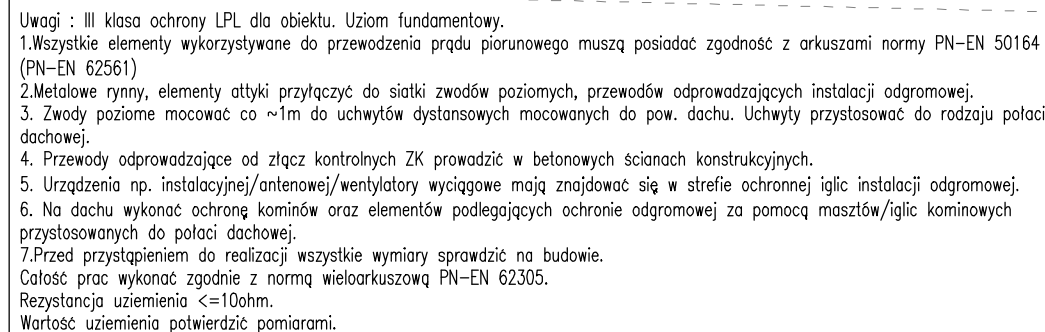 Uwagi : III klasa ochrony LPL dla obiektu. Uziom fundamentowy.
1.Wszystkie elementy wykorzystywane do przewodzenia prądu piorunowego muszą posiadać zgodność z arkuszami normy PN-EN 50164
(PN-EN 62561)
2.Metalowe rynny, elementy attyki przyłączyć do siatki zwodów poziomych, przewodów odprowadzających instalacji odgromowej.
3. Zwody poziome mocować co ~1m do uchwytów dystansowych mocowanych do pow. dachu. Uchwyty przystosować do rodzaju połaci
dachowej.
4. Przewody odprowadzające od złącz kontrolnych ZK prowadzić w betonowych ścianach konstrukcyjnych.
5. Urządzenia np. instalacyjnej/antenowej/wentylatory wyciągowe mają znajdować się w strefie ochronnej iglic instalacji odgromowej.
6. Na dachu wykonać ochronę kominów oraz elementów podlegających ochronie odgromowej za pomocą masztów/iglic kominowych
przystosowanych do połaci dachowej.
7.Przed przystąpieniem do realizacji wszystkie wymiary sprawdzić na budowie.
Całość prac wykonać zgodnie z normą wieloarkuszową PN-EN 62305.
Rezystancja uziemienia <=10ohm.
Wartość uziemienia potwierdzić pomiarami.